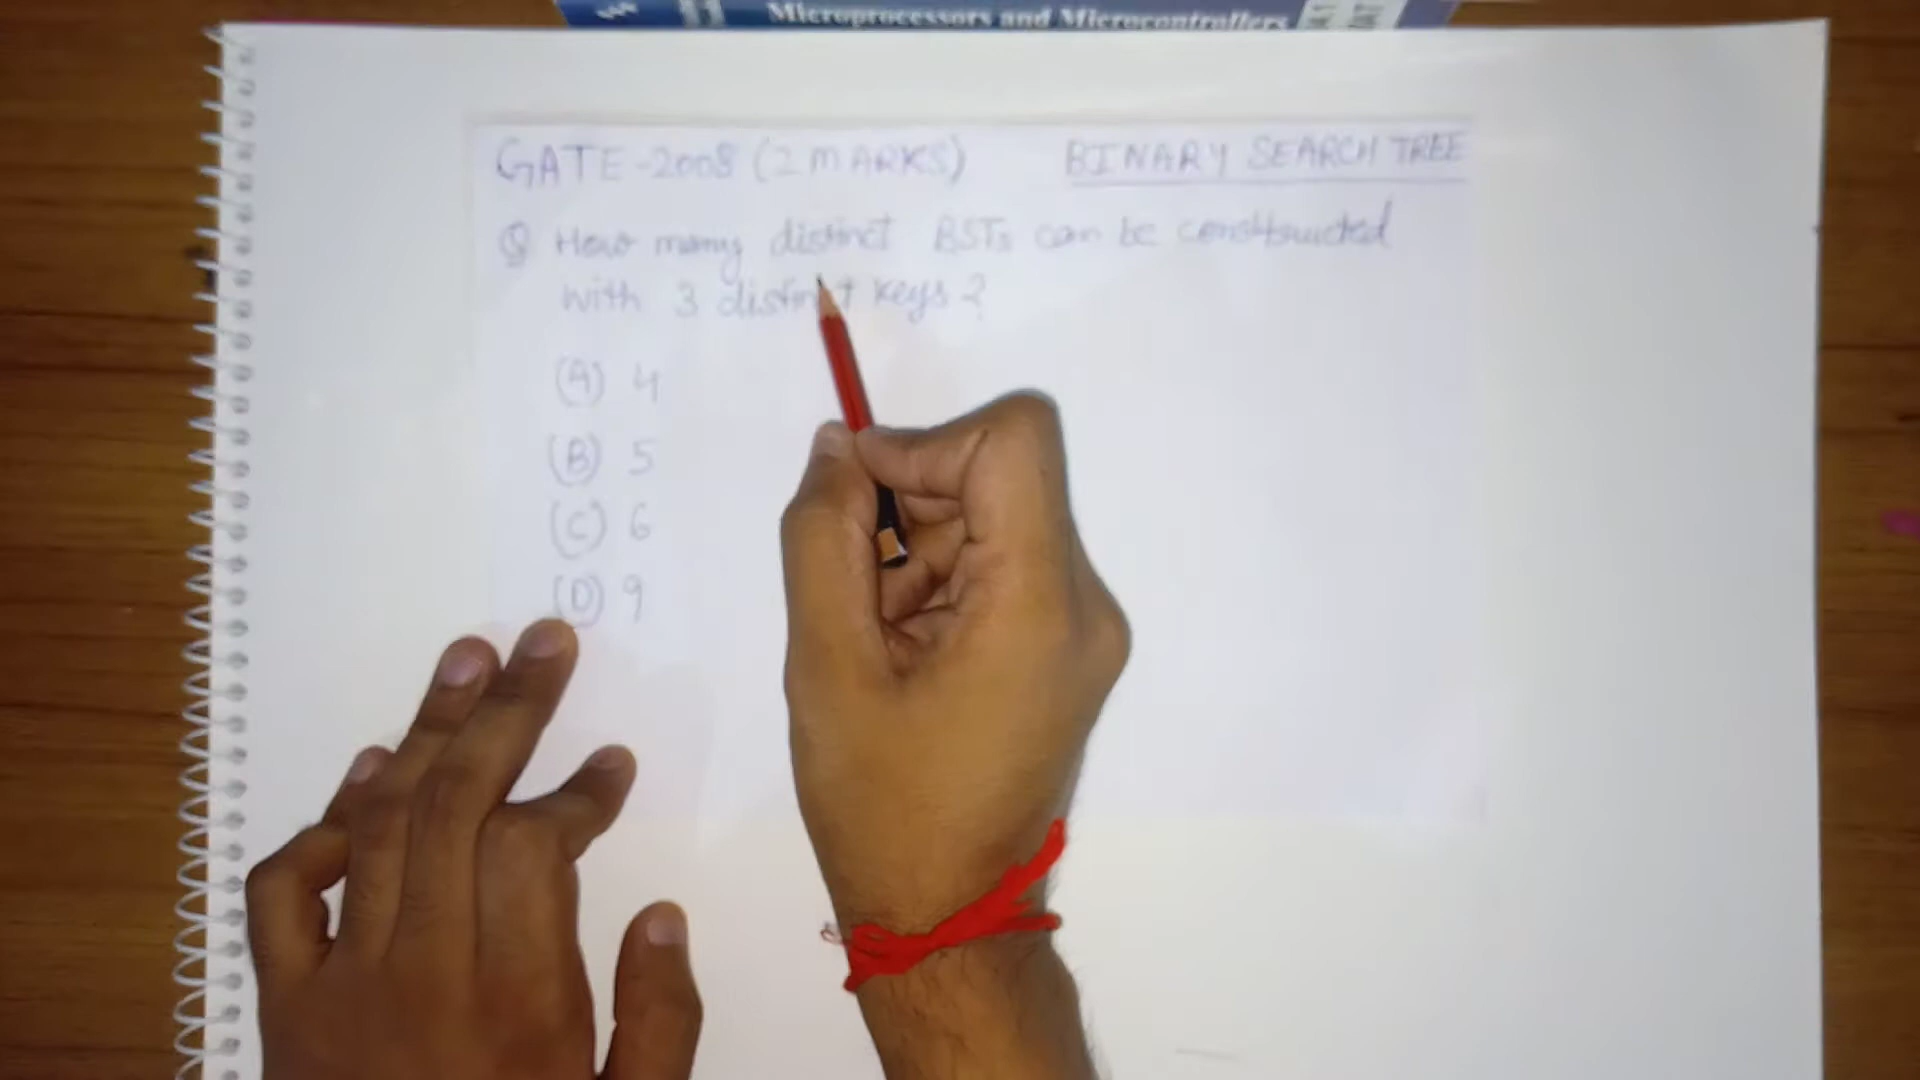 Microprocessors and Microcontrollers
GATE-2008 (2 MARKS) BINARY SEARCH TREE
Q How many distinct BSTs can be constructed
with 3 distinct keys?
(A) 4
(B) 5
(C) 6
(D) 9